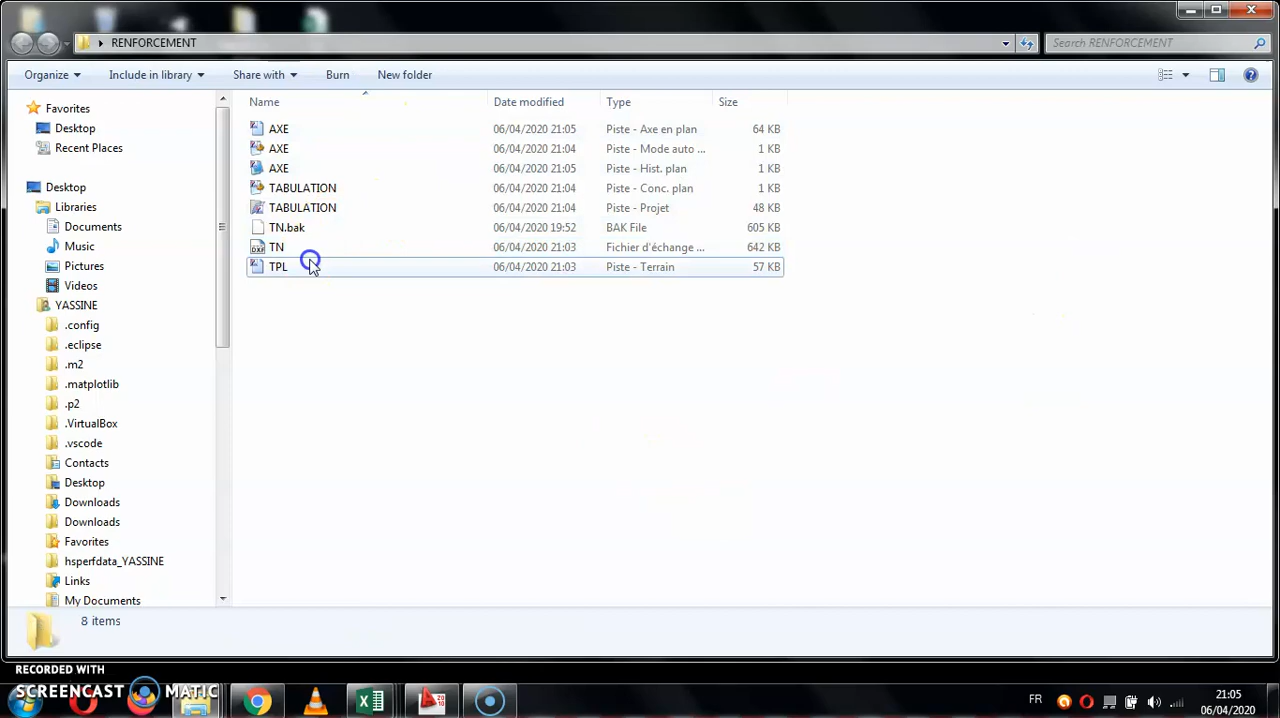 RENFORCEMENT
Search RENFORCEMENT
Organize Include in library Share with Burn New folder
Name Date modified Type Size
AXE 06/04/2020 21:05 Piste - Axe en plan 64 KB
AXE 06/04/2020 21:04 Piste - Mode auto ... 1 KB
AXE 06/04/2020 21:05 Piste - Hist. plan 1 KB
TABULATION 06/04/2020 21:04 Piste - Conc. plan 1 KB
TABULATION 06/04/2020 21:04 Piste - Projet 48 KB
TN.bak 06/04/2020 19:52 BAK File 605 KB
TN 06/04/2020 21:03 Fichier d'échange ... 642 KB
TPL 06/04/2020 21:03 Piste - Terrain 57 KB
Favorites
Desktop
Recent Places
Desktop
Libraries
Documents
Music
Pictures
Videos
YASSINE
.config
.eclipse
.m2
.matplotlib
.p2
.VirtualBox
.vscode
Contacts
Desktop
Downloads
Downloads
Favorites
hsperfdata_YASSINE
Links
My Documents
8 items
RECORDED WITH
SCREENCAST MATIC
FR
21:05
06/04/2020